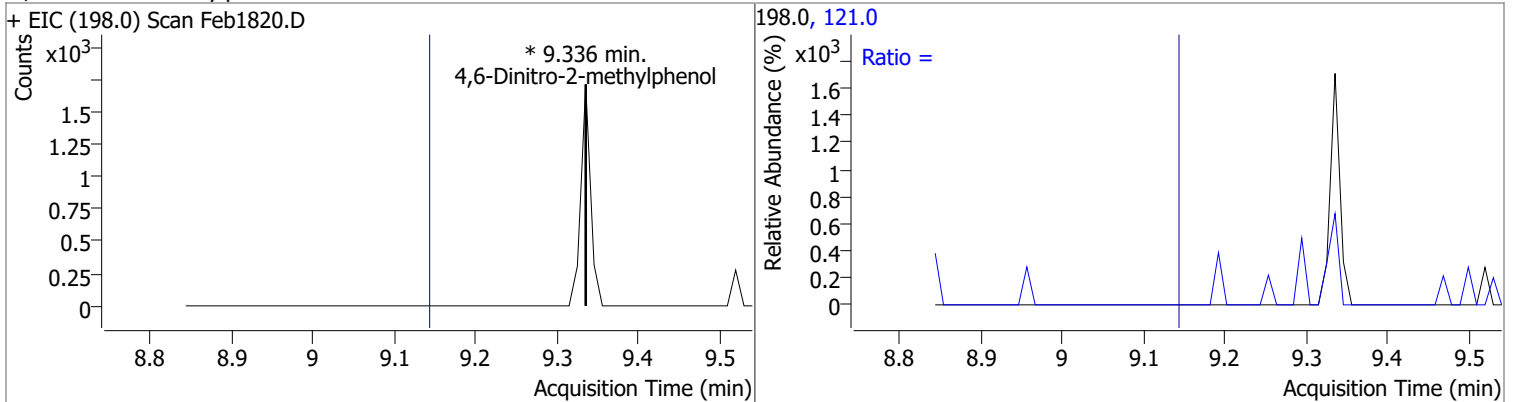 + EIC (198.0) Scan Feb1820.D
Counts
x10³
* 9.336 min.
4,6-Dinitro-2-methylphenol
1.5
1.25
1
0.75
0.5
0.25
0
8.8 8.9 9 9.1 9.2 9.3 9.4 9.5
Acquisition Time (min)
198.0, 121.0
Relative Abundance (%)
x10³
Ratio =
1.6
1.4
1.2
1
0.8
0.6
0.4
0.2
0
8.8 8.9 9 9.1 9.2 9.3 9.4 9.5
Acquisition Time (min)